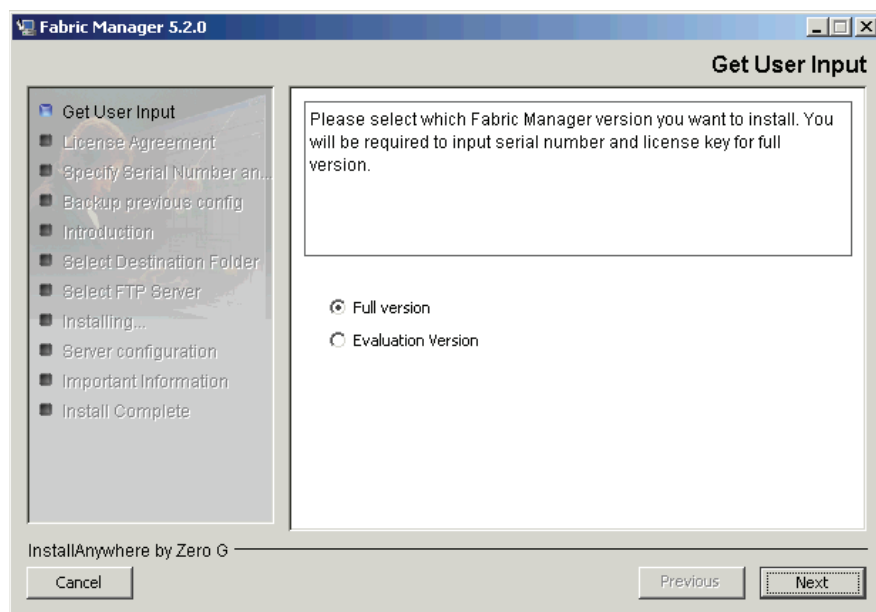 Fabric Manager 5.2.0
Get User Input
Get User Input
License Agreement
Specify Serial Number an...
Backup previous config
Introduction
Select Destination Folder
Select FTP Server
Installing...
Server configuration
Important Information
Install Complete
Please select which Fabric Manager version you want to install. You
will be required to input serial number and license key for full
version.
Full version
Evaluation Version
InstallAnywhere by Zero G
Cancel
Previous
Next